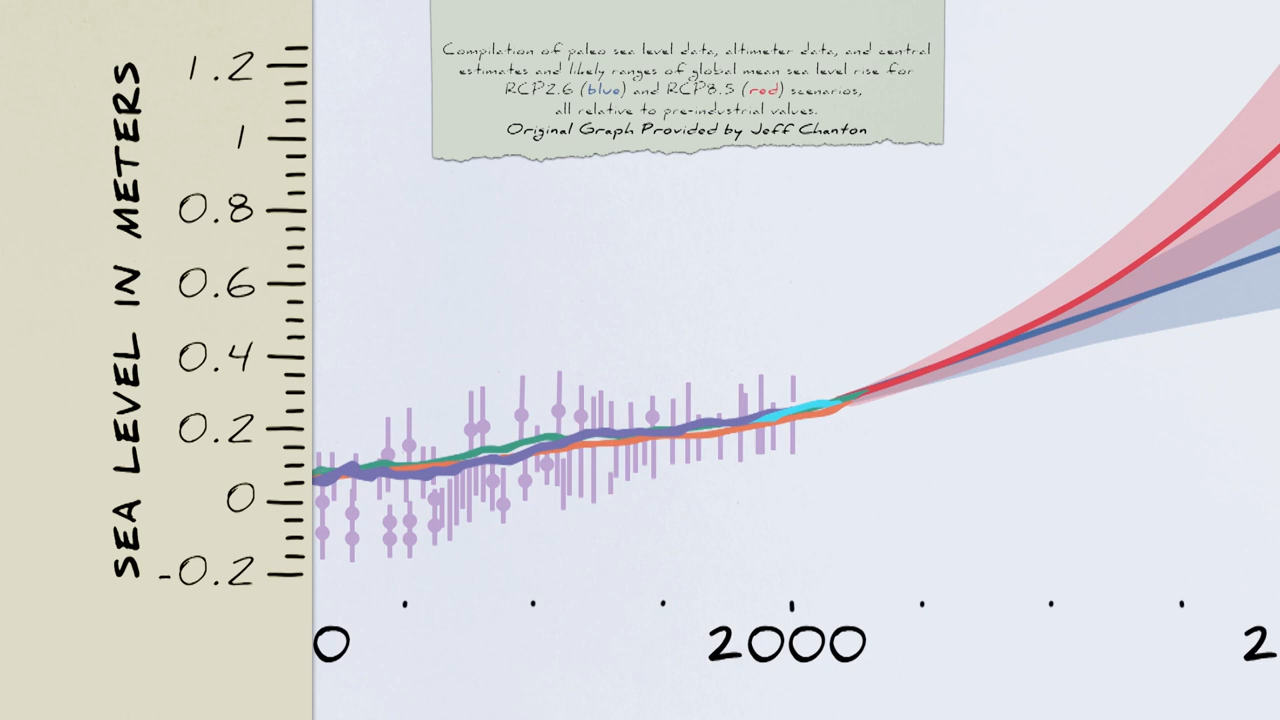 Compilation of paleo sea level data, altimeter data, and central
estimates and likely ranges of global mean sea level rise for
RCP2.6 (blue) and RCP8.5 (red) scenarios,
all relative to pre-industrial values.
Original Graph Provided by Jeff Chanton
SEA LEVEL IN METERS
1.2
1
0.8
0.6
0.4
0.2
0
-0.2
0
2000
2